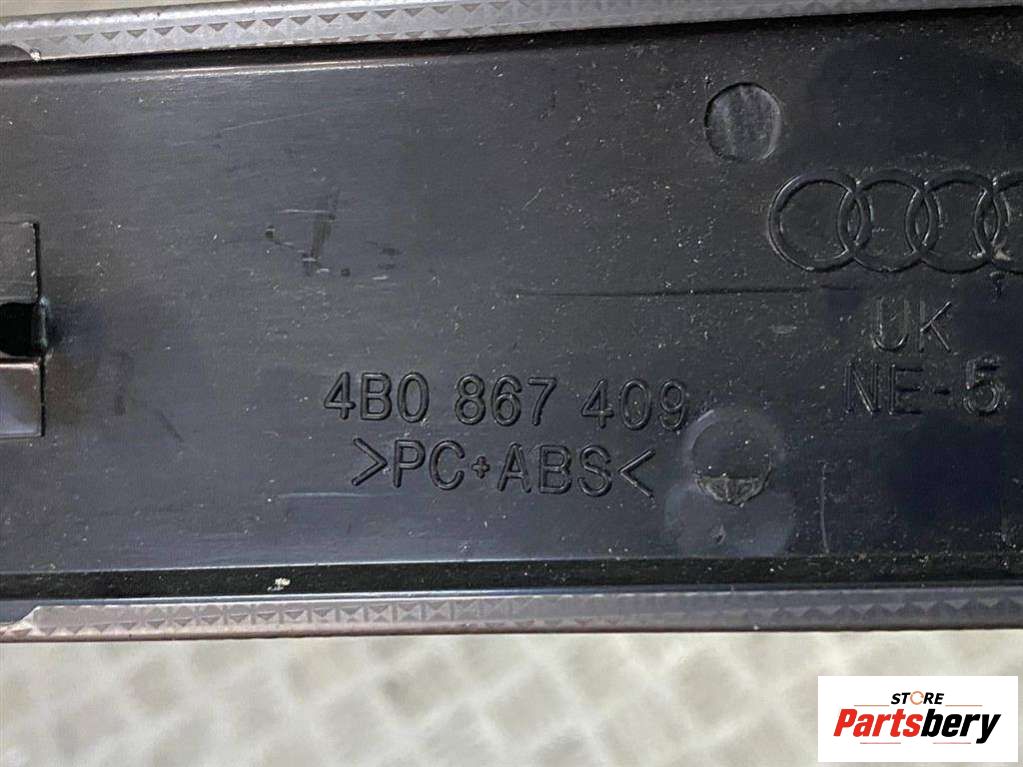 UK
NE-5
4B0 867 409
>PC+ABS<
STORE
Partsbery